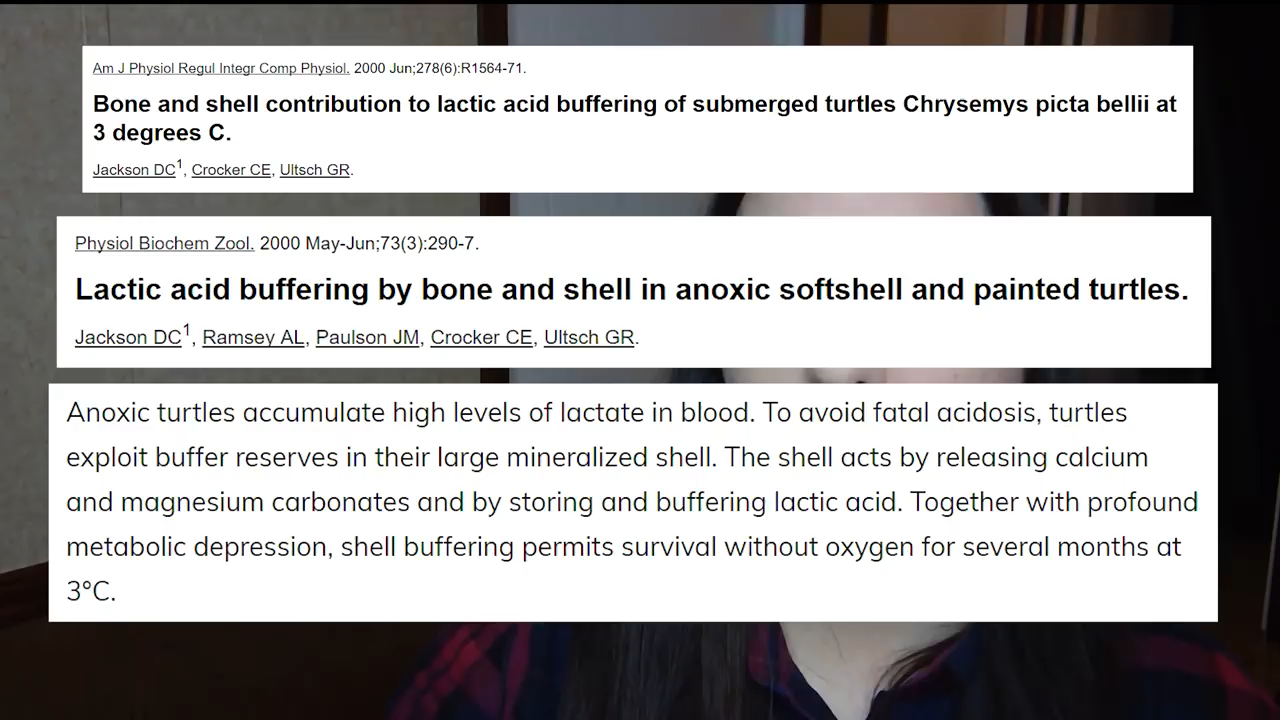 Am J Physiol Regul Integr Comp Physiol. 2000 Jun;278(6):R1564-71.
Bone and shell contribution to lactic acid buffering of submerged turtles Chrysemys picta bellii at
3 degrees C.
Jackson DC1, Crocker CE, Ultsch GR.
Physiol Biochem Zool. 2000 May-Jun;73(3):290-7.
Lactic acid buffering by bone and shell in anoxic softshell and painted turtles.
Jackson DC1, Ramsey AL, Paulson JM, Crocker CE, Ultsch GR.
Anoxic turtles accumulate high levels of lactate in blood. To avoid fatal acidosis, turtles
exploit buffer reserves in their large mineralized shell. The shell acts by releasing calcium
and magnesium carbonates and by storing and buffering lactic acid. Together with profound
metabolic depression, shell buffering permits survival without oxygen for several months at
3°C.